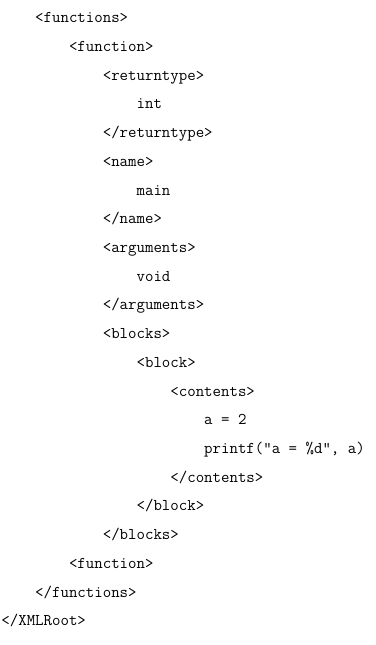 <functions>
<function>
<returntype>
int
</returntype>
<name>
main
</name>
<arguments>
void
</arguments>
<blocks>
<block>
<contents>
a = 2
printf("a = %d", a)
</contents>
</block>
</blocks>
<function>
</functions>
</XMLRoot>